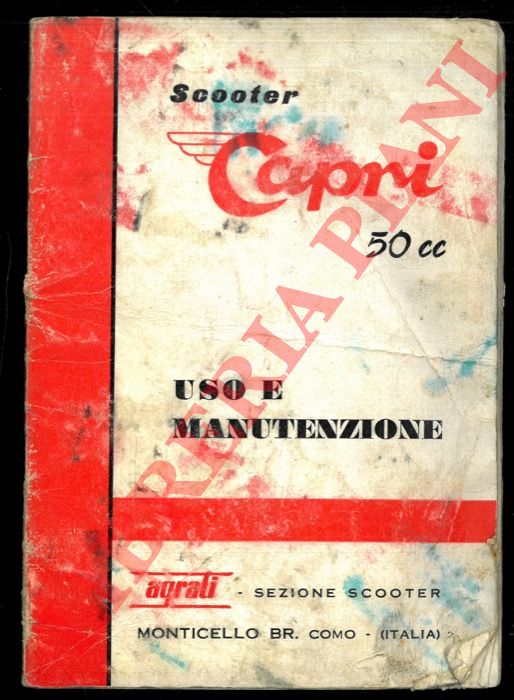 Scooter
Capri
50 cc
USO E
MANUTENZIONE
agrati - SEZIONE SCOOTER
MONTICELLO BR. COMO - (ITALIA)
LIBRERIA PIANI